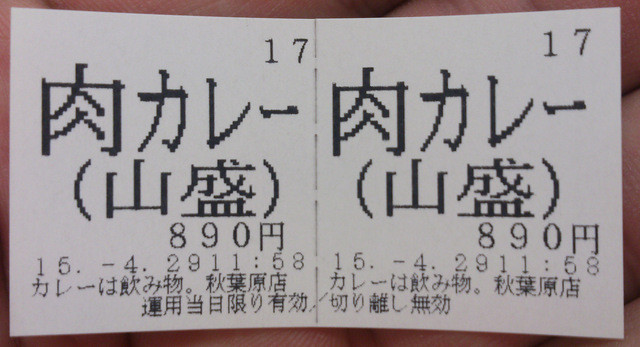 17
肉カレー
(山盛)
890円
15.-4.2911:58
カレーは飲み物。秋葉原店
17
肉カレー
(山盛)
890円
15.-4.2911:58
カレーは飲み物。秋葉原店
運用当日限り有効/切り離し無効